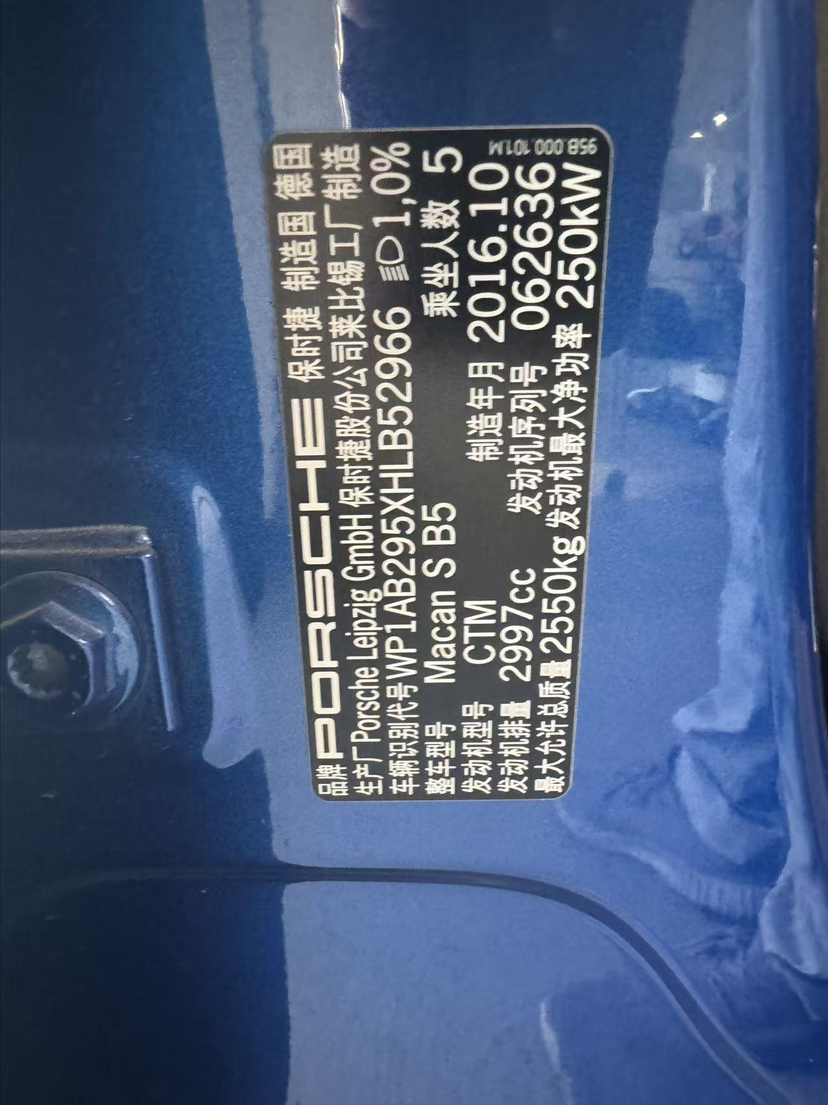 品牌 PORSCHE 保时捷 制造国 德国
生产厂 Porsche Leipzig GmbH 保时捷股份公司莱比锡工厂制造
车辆识别代号 WP1AB295XHLB52966 1,0%
整车型号 Macan S B5 乘坐人数 5
发动机型号 CTM 制造年月 2016.10
发动机排量 2997cc 发动机序列号 062636
最大允许总质量 2550kg 发动机最大净功率 250kW
95B.000.101.M